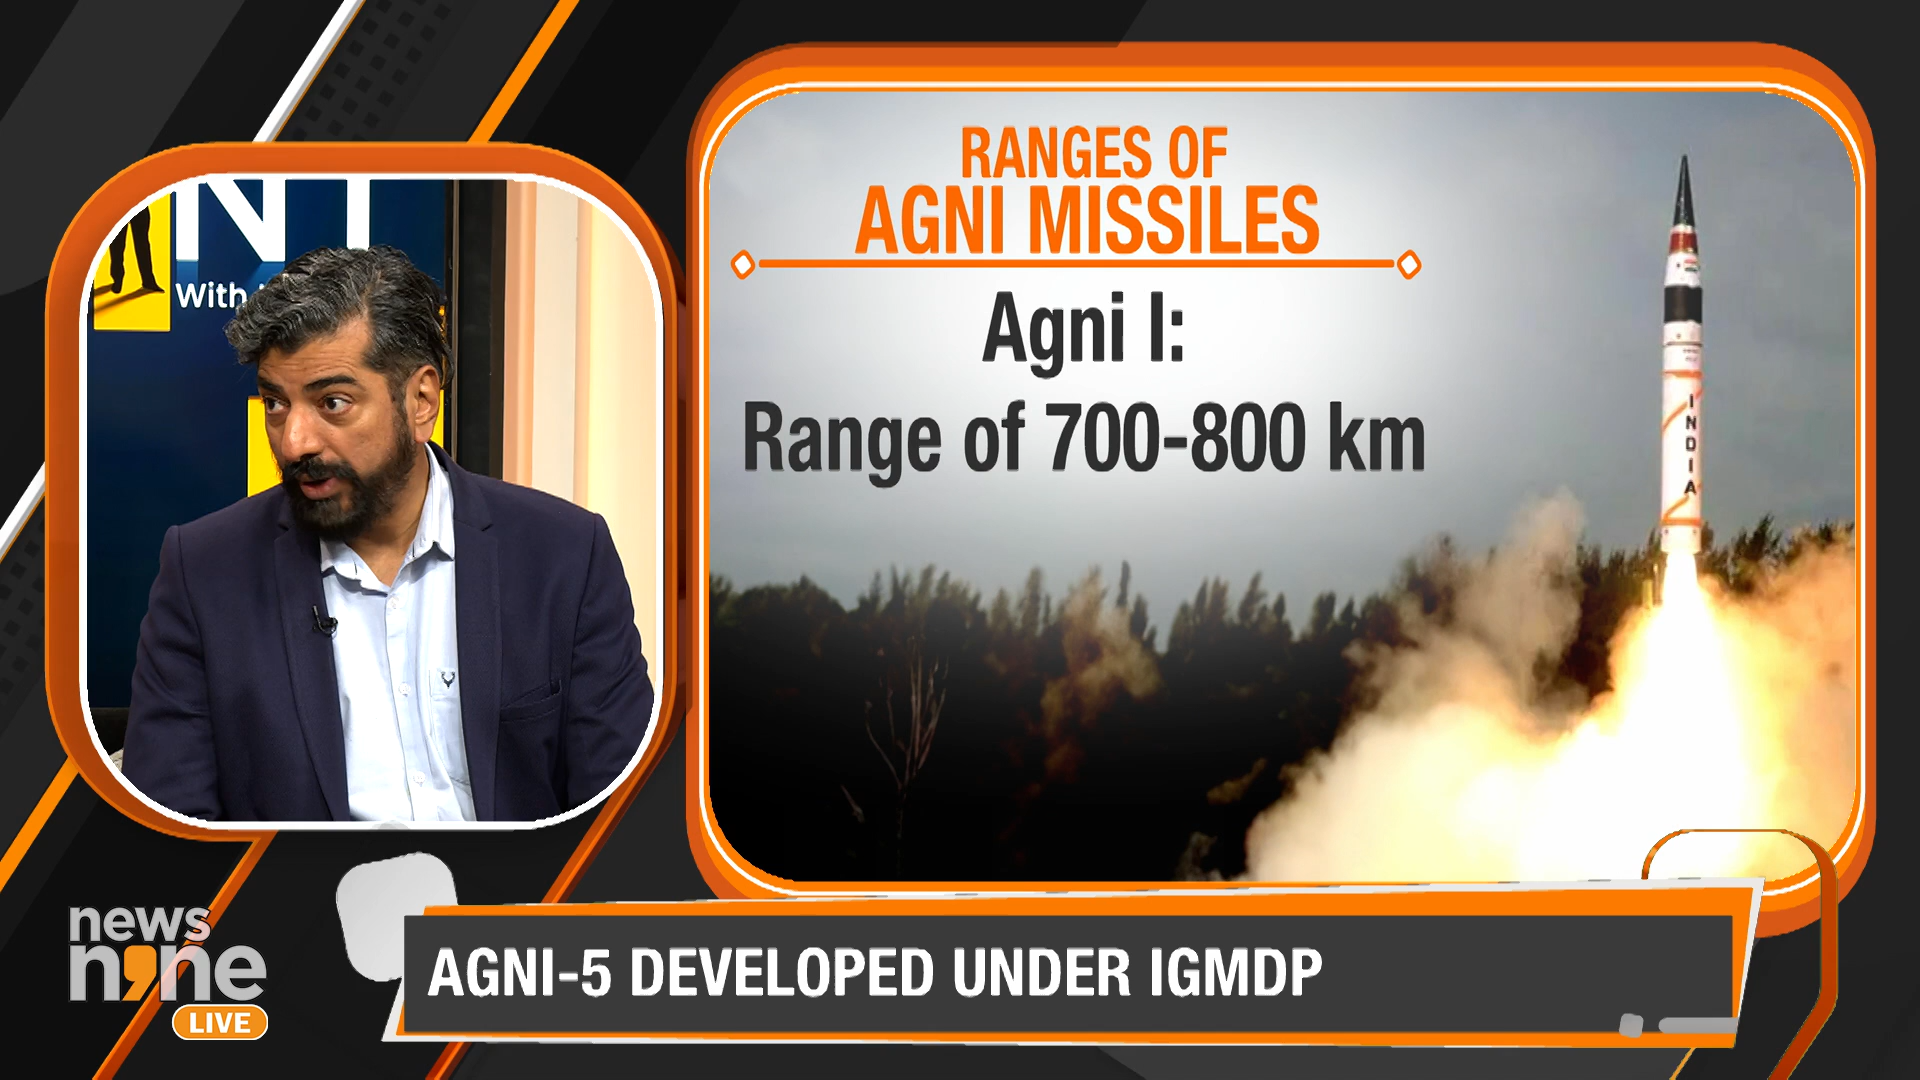 NT
With
RANGES OF
AGNI MISSILES
Agni I:
Range of 700-800 km
INDIA
news
nine
LIVE
AGNI-5 DEVELOPED UNDER IGMDP